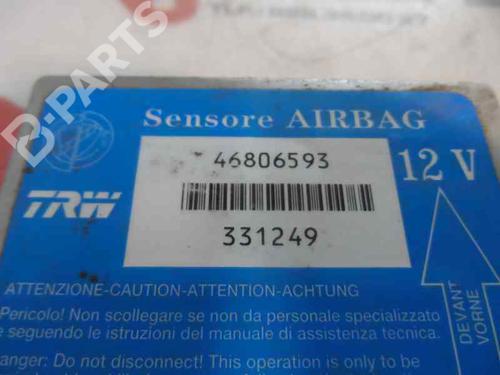 B-PARTS
Sensore AIRBAG
46806593
12 V
TRW
331249
ATTENZIONE-CAUTION-ATTENTION-ACHTUNG
DEVANT
VORNE
Pericolo! Non scollegare se non da personale specializzato
e seguendo le istruzioni del manuale di assistenza tecnica.
anger: Do not disconnect! This operation is only to be